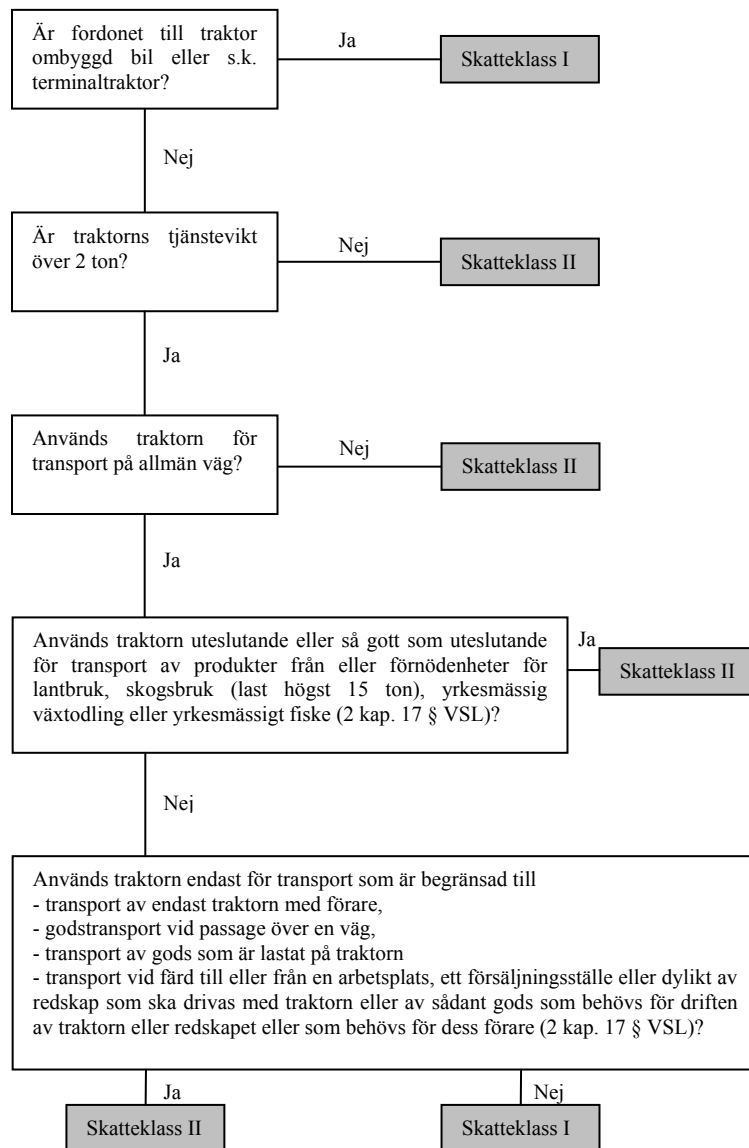 Är fordonet till traktor
ombyggd bil eller s.k.
terminaltraktor?
Ja
Skatteklass I
Nej
Är traktorns tjänstevikt
över 2 ton?
Nej
Skatteklass II
Ja
Används traktorn för
transport på allmän väg?
Nej
Skatteklass II
Ja
Används traktorn uteslutande eller så gott som uteslutande
för transport av produkter från eller förnödenheter för
lantbruk, skogsbruk (last högst 15 ton), yrkesmässig
växtodling eller yrkesmässigt fiske (2 kap. 17 § VSL)?
Ja
Skatteklass II
Nej
Används traktorn endast för transport som är begränsad till
- transport av endast traktorn med förare,
- godstransport vid passage över en väg,
- transport av gods som är lastat på traktorn
- transport vid färd till eller från en arbetsplats, ett försäljningsställe eller dylikt av
redskap som ska drivas med traktorn eller av sådant gods som behövs för driften
av traktorn eller redskapet eller som behövs för dess förare (2 kap. 17 § VSL)?
Ja
Nej
Skatteklass II
Skatteklass I